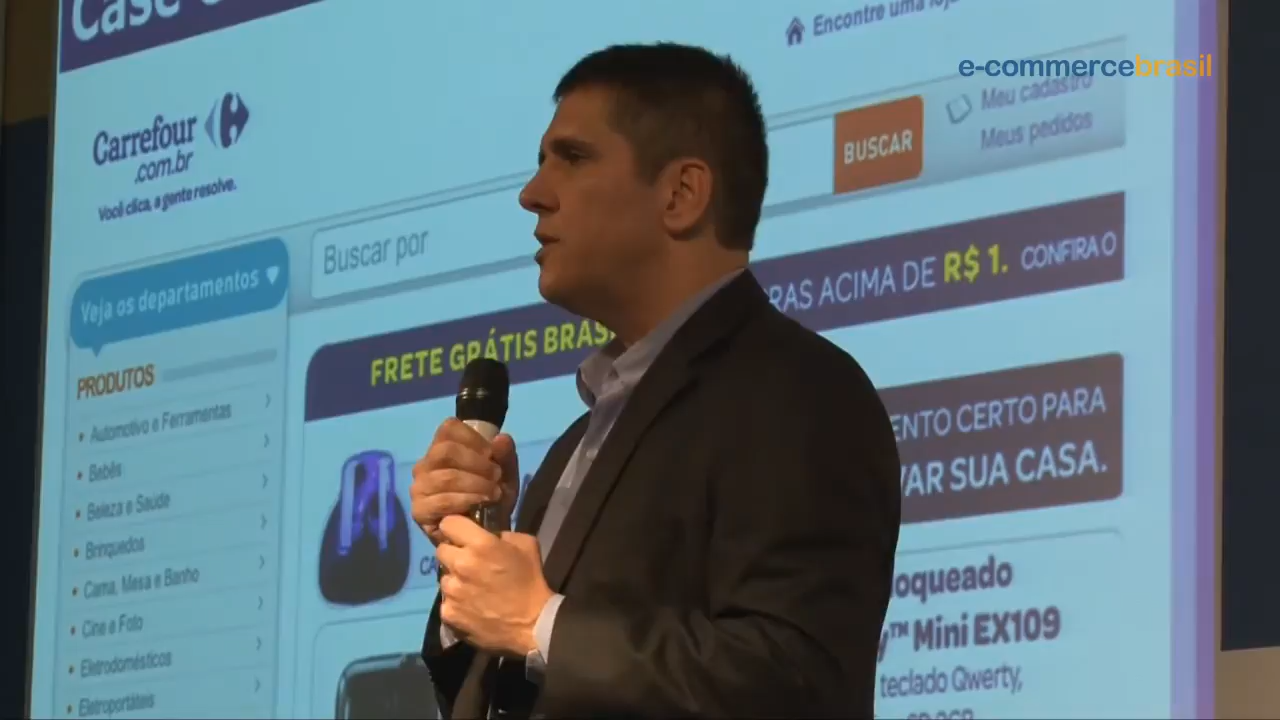 Case
Encontre uma loja
e-commercebrasil
Carrefour
.com.br
Você clica, a gente resolve.
Meu cadastro
Meus pedidos
BUSCAR
Buscar por
Veja os departamentos
FRETE GRÁTIS BRAS
RAS ACIMA DE R$ 1. CONFIRA O
PRODUTOS
Automotivo e Ferramentas
Bebês
Beleza e Saúde
Brinquedos
Cama, Mesa e Banho
Cine e Foto
Eletrodomésticos
Eletroportáteis
ENTO CERTO PARA
VAR SUA CASA.
CA
loqueado
y™ Mini EX109
teclado Qwerty,